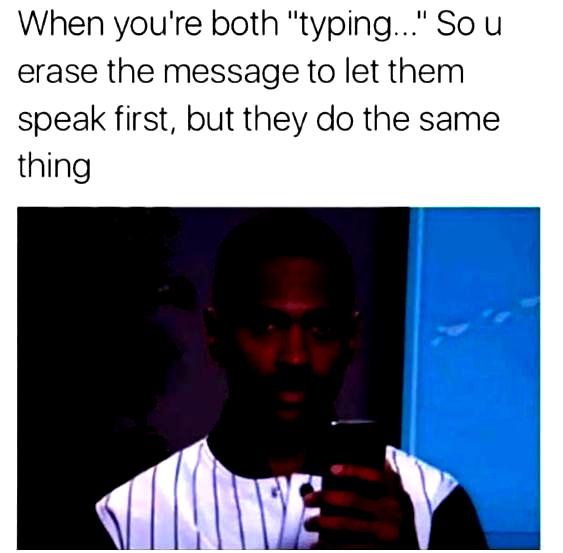 When you're both "typing..." So u
erase the message to let them
speak first, but they do the same
thing